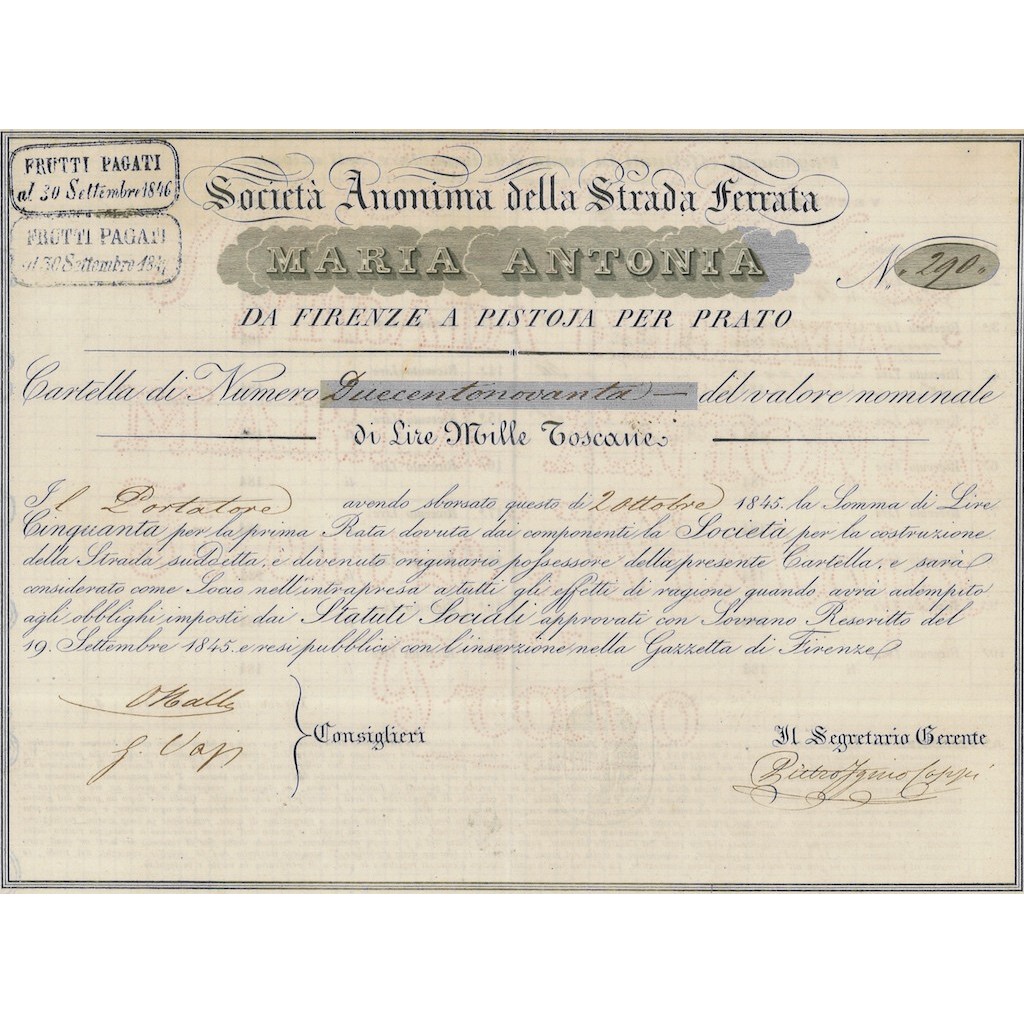 FRUTTI PAGATI
al 30 Settembre 1846
FRUTTI PAGATI
al 30 Settembre 184
Società Anonima della Strada Ferrata
MARIA ANTONIA
N. 290.
DA FIRENZE A PISTOJA PER PRATO
Cartella di Numero Duecentonovanta — del valore nominale
di Lire Mille Toscane
Il Portatore avendo sborsato questo dì 2 Ottobre 1845. la Somma di Lire
Cinquanta per la prima Rata dovuta dai componenti la Società per la costruzione
della Strada suddetta, è divenuto originario possessore della presente Cartella, e sarà
considerato come Socio nell'intrapresa a tutti gli effetti di ragione quando avrà adempito
agli obblighi imposti dai Statuti Sociali approvati con Sovrano Rescritto del
19. Settembre 1845. e resi pubblici con l'inserzione nella Gazzetta di Firenze
Consiglieri
Il Segretario Gerente
Pietro Igino Coppi